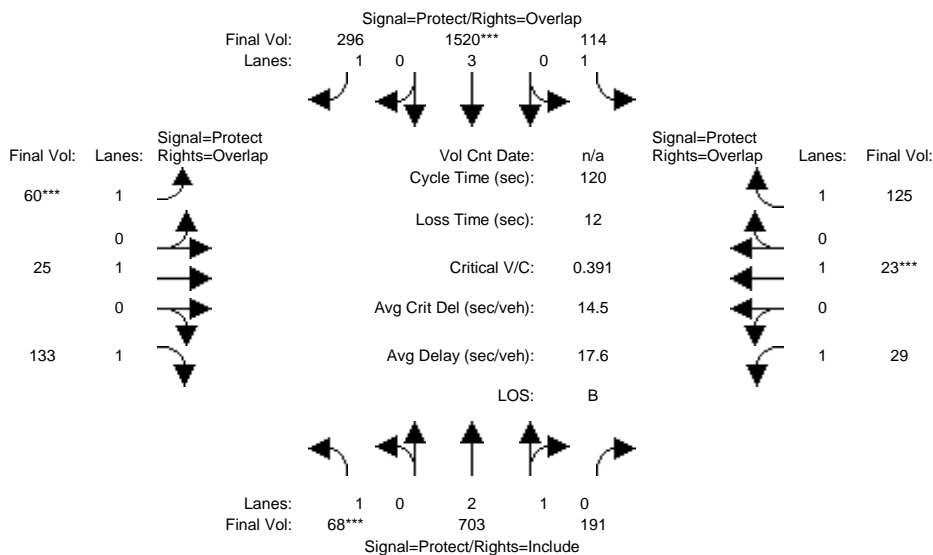 Signal=Protect/Rights=Overlap
Final Vol: 296 1520*** 114
Lanes: 1 0 3 0 1
Signal=Protect Signal=Protect
Final Vol: Lanes: Rights=Overlap Vol Cnt Date: n/a Rights=Overlap Lanes: Final Vol:
Cycle Time (sec): 120
60*** 1 1 125
Loss Time (sec): 12
0 0
25 1 Critical V/C: 0.391 1 23***
0 Avg Crit Del (sec/veh): 14.5 0
133 1 Avg Delay (sec/veh): 17.6 1 29
LOS: B
Lanes: 1 0 2 1 0
Final Vol: 68*** 703 191
Signal=Protect/Rights=Include